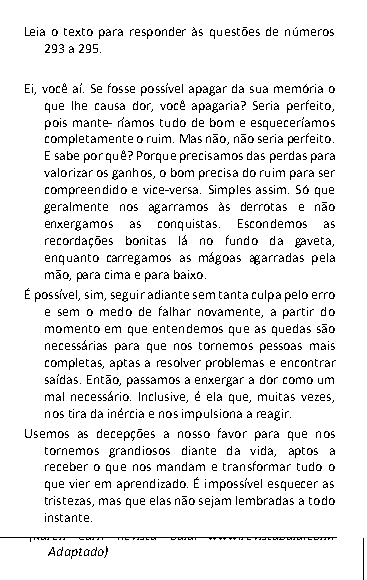 Leia o texto para responder às questões de números
293 a 295.
Ei, você aí. Se fosse possível apagar da sua memória o
que lhe causa dor, você apagaria? Seria perfeito,
pois mante- ríamos tudo de bom e esqueceríamos
completamente o ruim. Mas não, não seria perfeito.
E sabe por quê? Porque precisamos das perdas para
valorizar os ganhos, o bom precisa do ruim para ser
compreendido e vice-versa. Simples assim. Só que
geralmente nos agarramos às derrotas e não
enxergamos as conquistas. Escondemos as
recordações bonitas lá no fundo da gaveta,
enquanto carregamos as mágoas agarradas pela
mão, para cima e para baixo.
É possível, sim, seguir adiante sem tanta culpa pelo erro
e sem o medo de falhar novamente, a partir do
momento em que entendemos que as quedas são
necessárias para que nos tornemos pessoas mais
completas, aptas a resolver problemas e encontrar
saídas. Então, passamos a enxergar a dor como um
mal necessário. Inclusive, é ela que, muitas vezes,
nos tira da inércia e nos impulsiona a reagir.
Usemos as decepções a nosso favor para que nos
tornemos grandiosos diante da vida, aptos a
receber o que nos mandam e transformar tudo o
que vier em aprendizado. É impossível esquecer as
tristezas, mas que elas não sejam lembradas a todo
instante.
Adaptado)